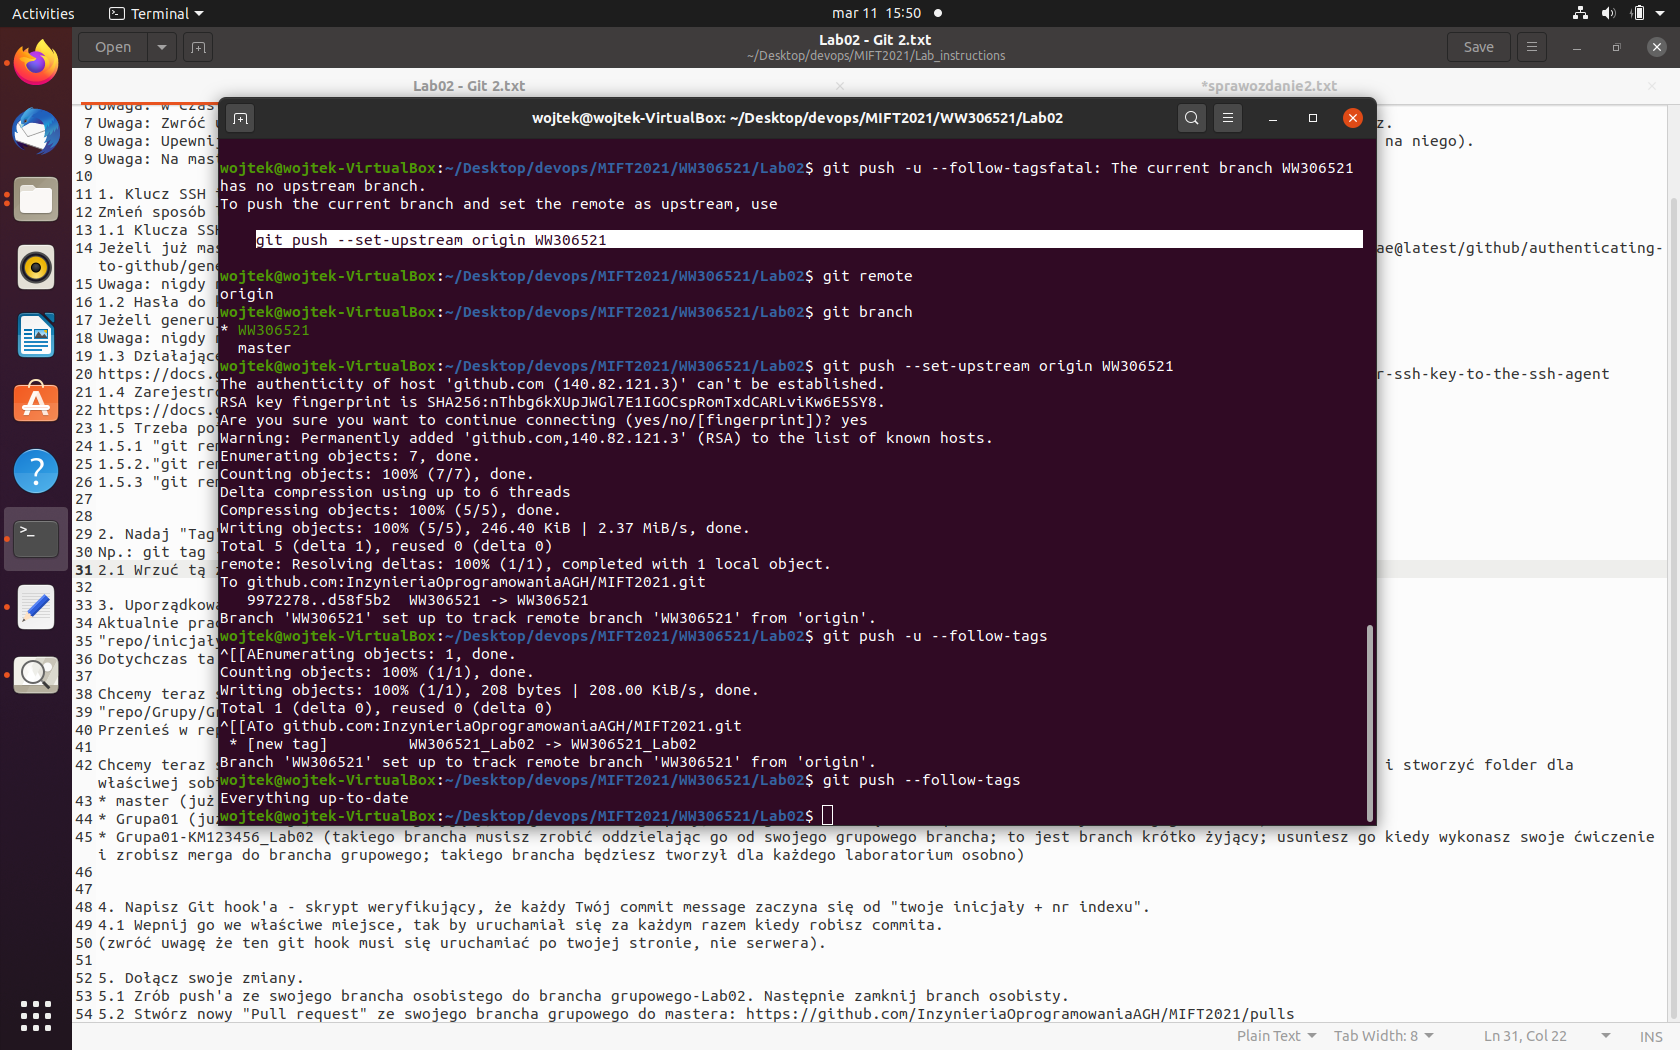 Activities
Terminal
mar 11 15:50
Open
Lab02 - Git 2.txt
~/Desktop/devops/MIFT2021/Lab_instructions
Save
Lab02 - Git 2.txt
*sprawozdanie2.txt
wojtek@wojtek-VirtualBox: ~/Desktop/devops/MIFT2021/WW306521/Lab02
wojtek@wojtek-VirtualBox:~/Desktop/devops/MIFT2021/WW306521/Lab02$ git push -u --follow-tagsfatal: The current branch WW306521
has no upstream branch.
To push the current branch and set the remote as upstream, use
git push --set-upstream origin WW306521
wojtek@wojtek-VirtualBox:~/Desktop/devops/MIFT2021/WW306521/Lab02$ git remote
origin
wojtek@wojtek-VirtualBox:~/Desktop/devops/MIFT2021/WW306521/Lab02$ git branch
* WW306521
master
wojtek@wojtek-VirtualBox:~/Desktop/devops/MIFT2021/WW306521/Lab02$ git push --set-upstream origin WW306521
The authenticity of host 'github.com (140.82.121.3)' can't be established.
RSA key fingerprint is SHA256:nThbg6kXUpJWGl7E1IGOCspRomTxdCARLviKw6E5SY8.
Are you sure you want to continue connecting (yes/no/[fingerprint])? yes
Warning: Permanently added 'github.com,140.82.121.3' (RSA) to the list of known hosts.
Enumerating objects: 7, done.
Counting objects: 100% (7/7), done.
Delta compression using up to 6 threads
Compressing objects: 100% (5/5), done.
Writing objects: 100% (5/5), 246.40 KiB | 2.37 MiB/s, done.
Total 5 (delta 1), reused 0 (delta 0)
remote: Resolving deltas: 100% (1/1), completed with 1 local object.
To github.com:InzynieriaOprogramowaniaAGH/MIFT2021.git
9972278..d58f5b2  WW306521 -> WW306521
Branch 'WW306521' set up to track remote branch 'WW306521' from 'origin'.
wojtek@wojtek-VirtualBox:~/Desktop/devops/MIFT2021/WW306521/Lab02$ git push -u --follow-tags
^[[AEnumerating objects: 1, done.
Counting objects: 100% (1/1), done.
Writing objects: 100% (1/1), 208 bytes | 208.00 KiB/s, done.
Total 1 (delta 0), reused 0 (delta 0)
^[[ATo github.com:InzynieriaOprogramowaniaAGH/MIFT2021.git
* [new tag]         WW306521_Lab02 -> WW306521_Lab02
Branch 'WW306521' set up to track remote branch 'WW306521' from 'origin'.
wojtek@wojtek-VirtualBox:~/Desktop/devops/MIFT2021/WW306521/Lab02$ git push --follow-tags
Everything up-to-date
wojtek@wojtek-VirtualBox:~/Desktop/devops/MIFT2021/WW306521/Lab02$
7 Uwaga: Zwróć
z.
8 Uwaga: Upewnij
na niego).
9 Uwaga: Na
10
11 1. Klucz SSH
12 Zmień sposób
13 1.1 Klucza SSH
14 Jeżeli już
ae@latest/github/authenticating-
to-github/gen
15 Uwaga: nigdy
16 1.2 Hasła do
17 Jeżeli
18 Uwaga: nigdy
19 1.3
20 https://docs.
r-ssh-key-to-the-ssh-agent
21 1.4
22 https://docs.
23 1.5 Trzeba
24 1.5.1 "git
25 1.5.2."git
26 1.5.3 "git
27
28
29 2. Nadaj "Tag
30 Np.: git tag
31 2.1 Wrzuć tą
32
33 3.
34 Aktualnie
35 "repo/inicjały
36 Dotychczas
37
38 Chcemy teraz
39 "repo/Grupy/
40 Przenieś w
41
42 Chcemy teraz
i stworzyć folder dla
właściwej
43 * master (już
44 * Grupa01
45 * Grupa01-KM123456_Lab02 (takiego brancha musisz zrobić oddzielając go od swojego grupowego brancha; to jest branch krótko żyjący; usuniesz go kiedy wykonasz swoje ćwiczenie
i zrobisz merga do brancha grupowego; takiego brancha będziesz tworzył dla każdego laboratorium osobno)
46
47
48 4. Napisz Git hook'a - skrypt weryfikujący, że każdy Twój commit message zaczyna się od "twoje inicjały + nr indexu".
49 4.1 Wepnij go we właściwe miejsce, tak by uruchamiał się za każdym razem kiedy robisz commita.
50 (zwróć uwagę że ten git hook musi się uruchamiać po twojej stronie, nie serwera).
51
52 5. Dołącz swoje zmiany.
53 5.1 Zrób push'a ze swojego brancha osobistego do brancha grupowego-Lab02. Następnie zamknij branch osobisty.
54 5.2 Stwórz nowy "Pull request" ze swojego brancha grupowego do mastera: https://github.com/InzynieriaOprogramowaniaAGH/MIFT2021/pulls
Plain Text
Tab Width: 8
Ln 31, Col 22
INS